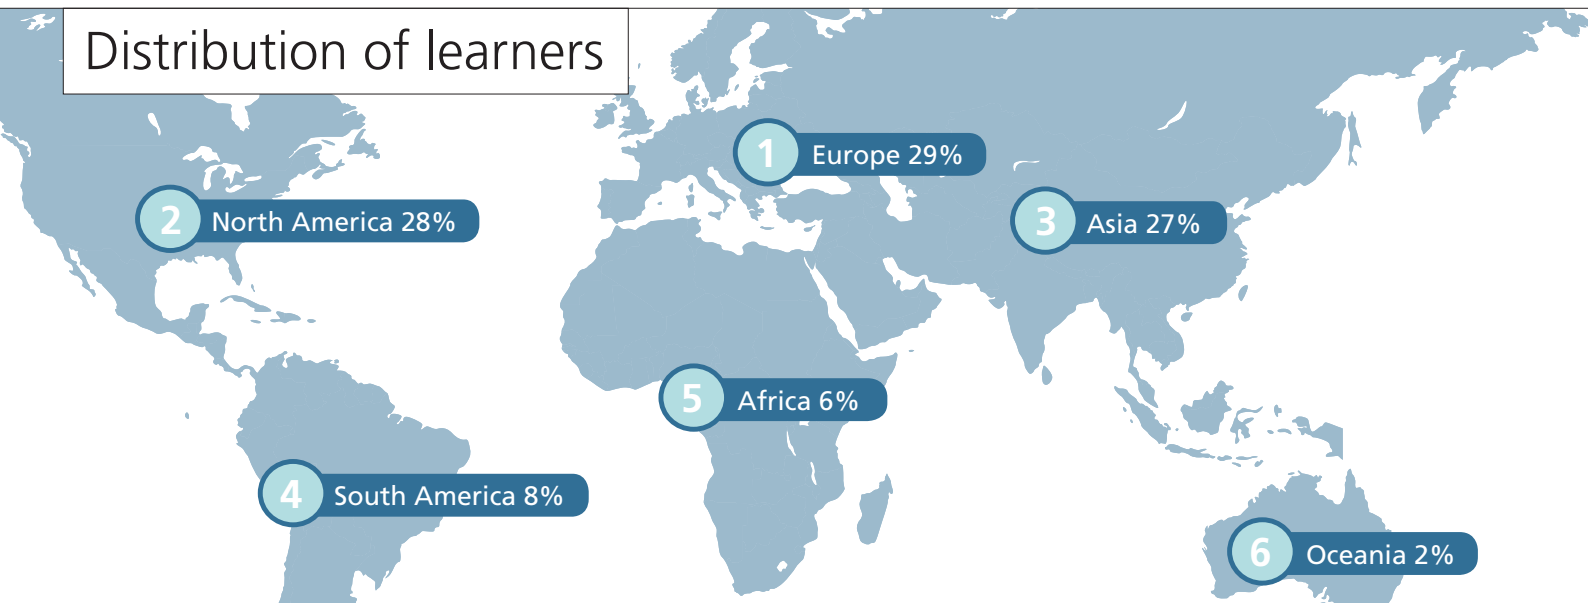 Distribution of learners
1 Europe 29%
2 North America 28%
3 Asia 27%
4 South America 8%
5 Africa 6%
6 Oceania 2%